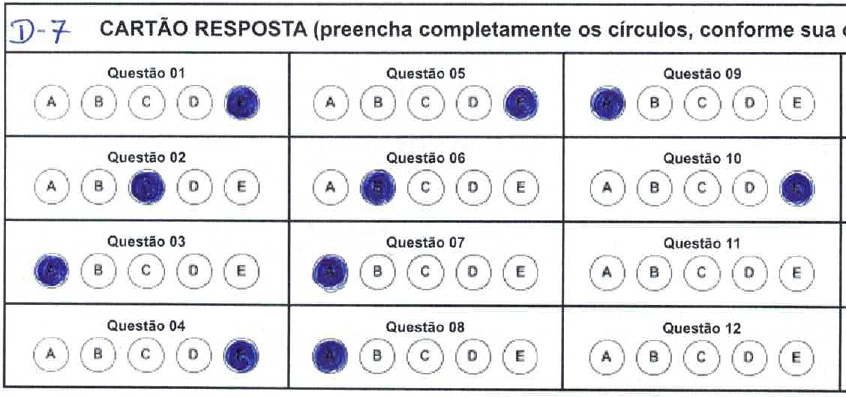 D-7 CARTÃO RESPOSTA (preencha completamente os círculos, conforme sua
Questão 01 Questão 05 Questão 09
A B C D E A B C D E A B C D E
Questão 02 Questão 06 Questão 10
A B D E A B C D E A B C D E
Questão 03 Questão 07 Questão 11
A B C D E A B C D E A B C D E
Questão 04 Questão 08 Questão 12
A B C D E A B C D E A B C D E